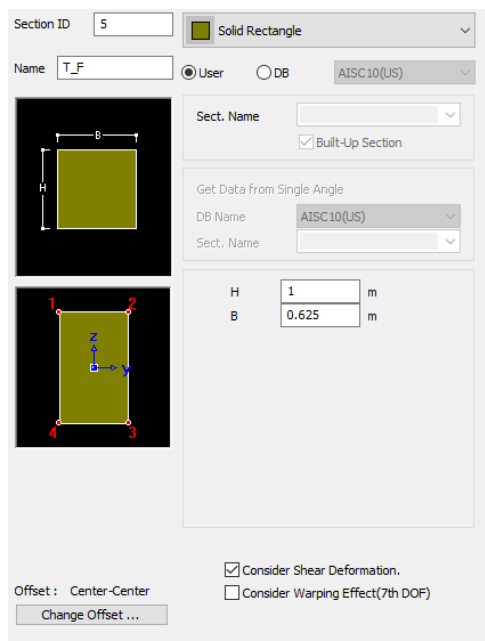 Section ID 5 Solid Rectangle
Name T_F User DB AISC10(US)
Sect. Name
Built-Up Section
B
H
Get Data from Single Angle
DB Name AISC10(US)
Sect. Name
H 1 m
B 0.625 m
1 2
z
y
4 3
Consider Shear Deformation.
Offset : Center-Center Consider Warping Effect(7th DOF)
Change Offset ...